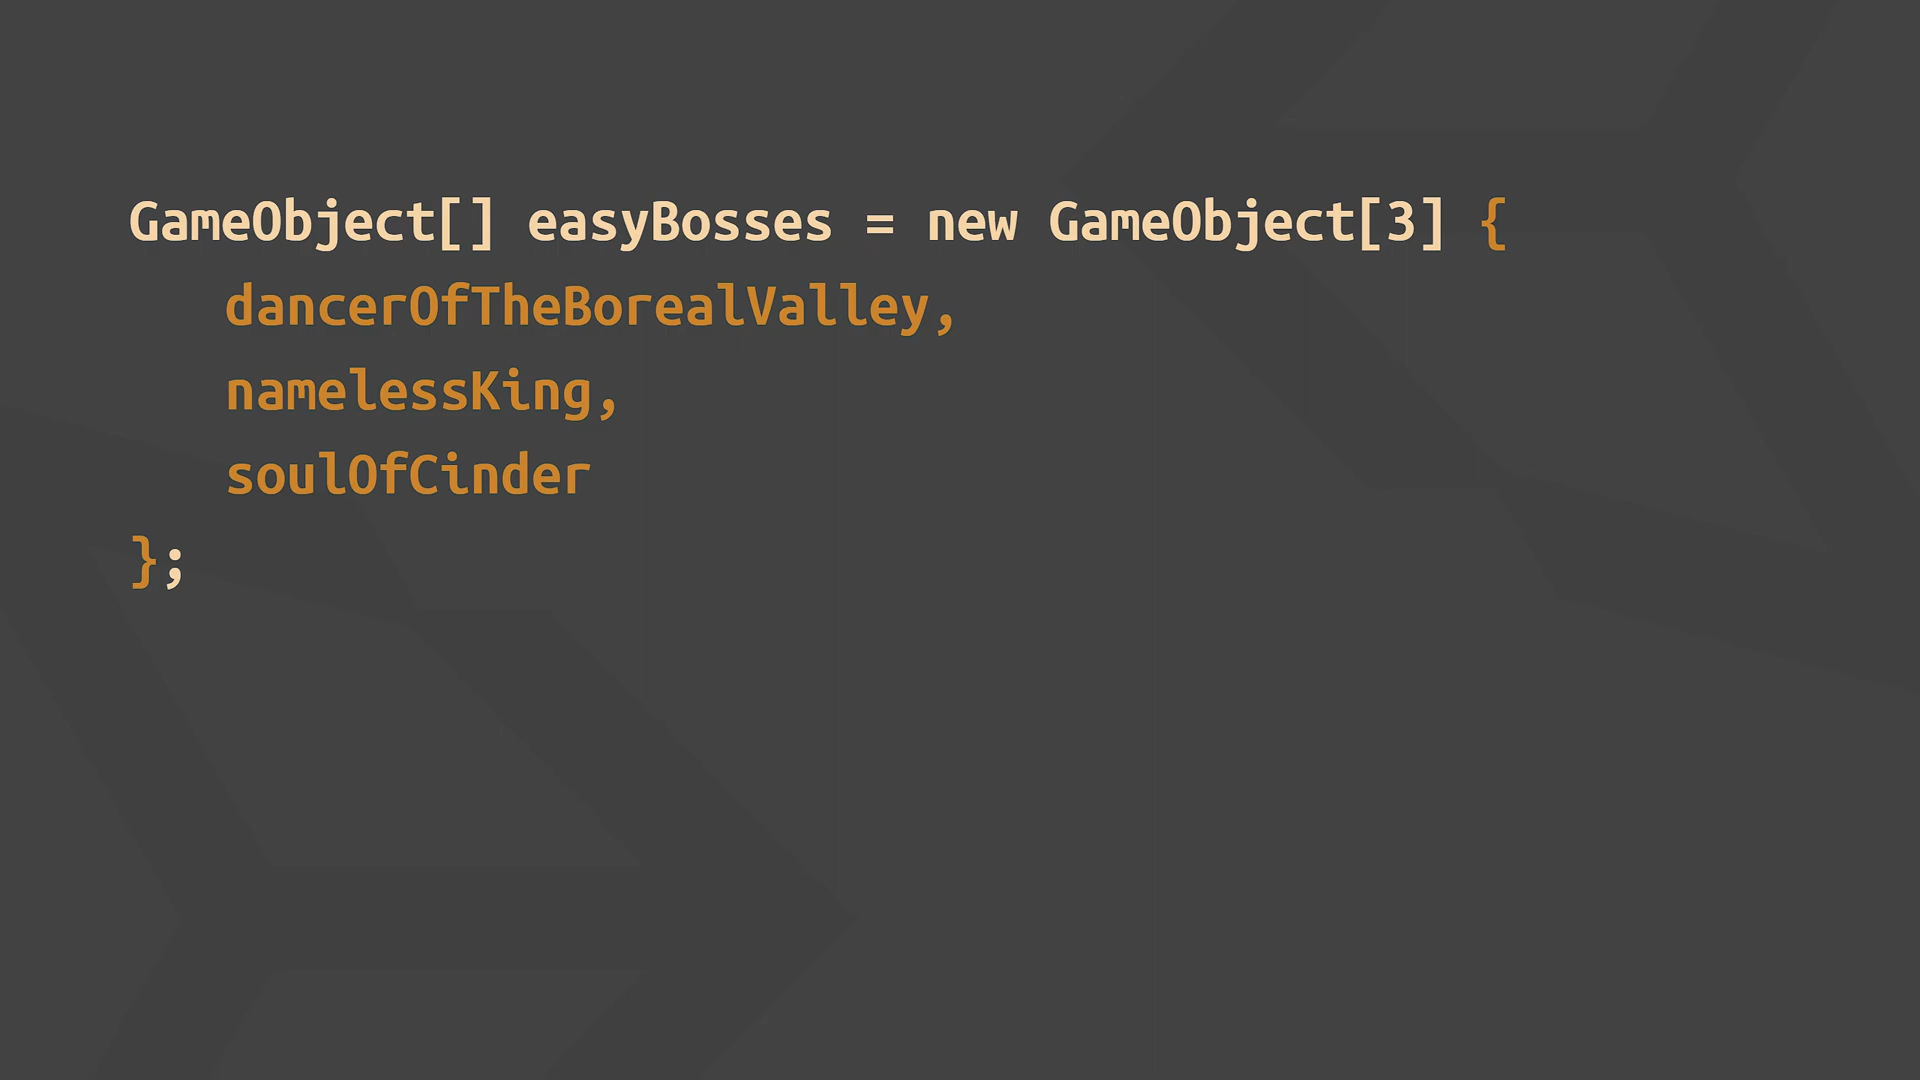 GameObject[] easyBosses = new GameObject[3] {
dancerOfTheBorealValley,
namelessKing,
soulOfCinder
};